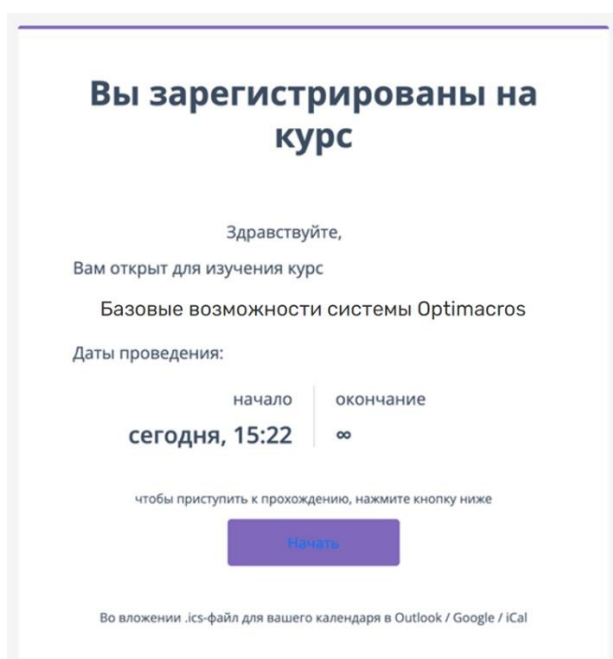 Вы зарегистрированы на
курс
Здравствуйте,
Вам открыт для изучения курс
Базовые возможности системы Optimacros
Даты проведения:
начало окончание
сегодня, 15:22 ∞
чтобы приступить к прохождению, нажмите кнопку ниже
Начать
Во вложении .ics-файл для вашего календаря в Outlook / Google / iCal